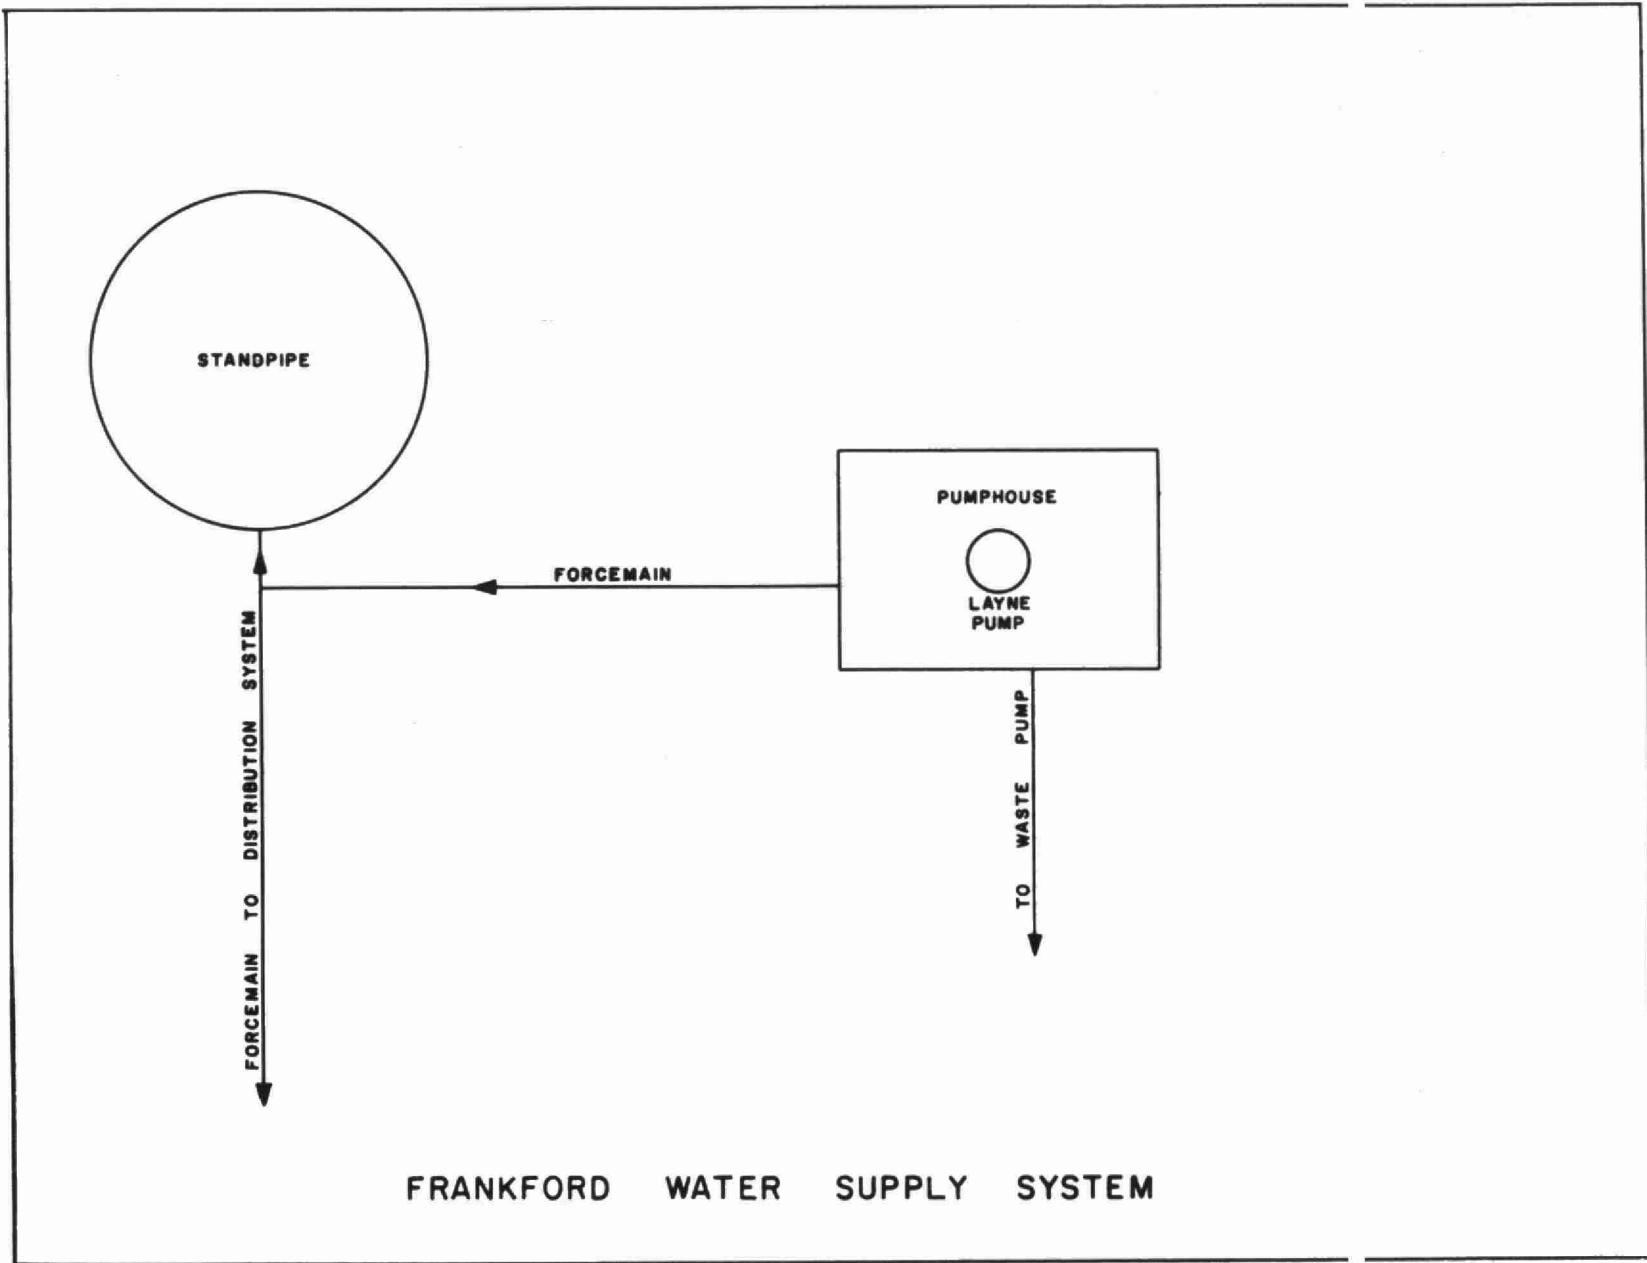 STANDPIPE
PUMPHOUSE
LAYNE
PUMP
FORCEMAIN
FORCEMAIN TO DISTRIBUTION SYSTEM
TO WASTE PUMP
FRANKFORD WATER SUPPLY SYSTEM